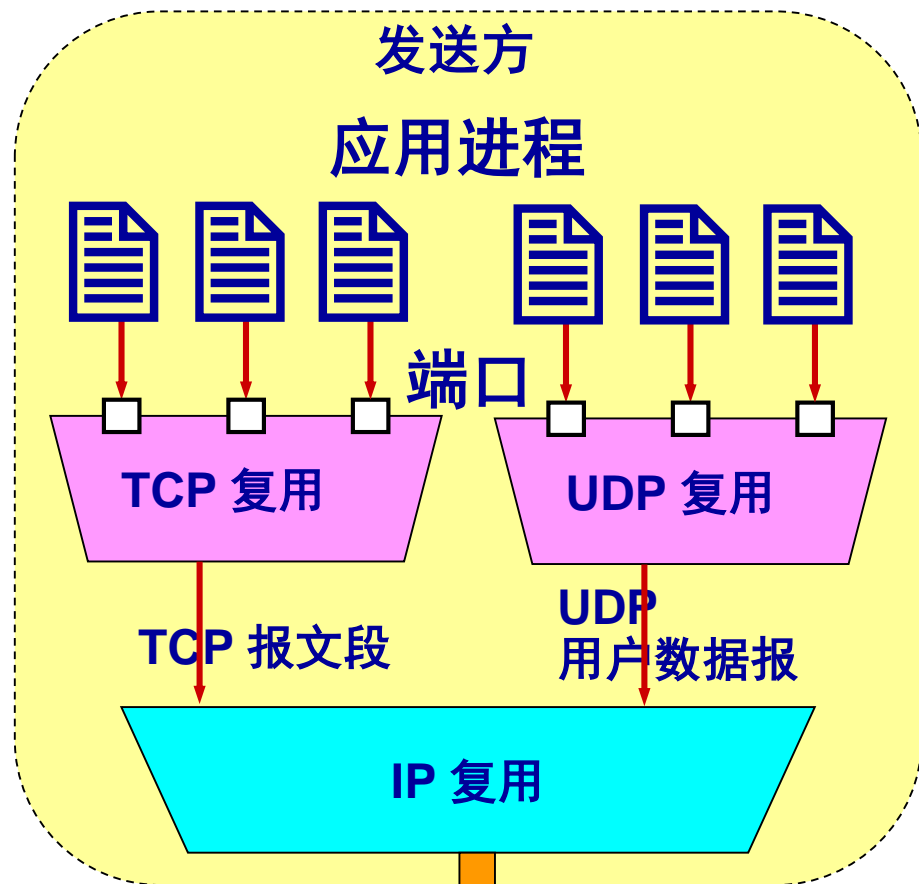 发送方
应用进程
端口
TCP 复用
UDP 复用
TCP 报文段
UDP
用户数据报
IP 复用